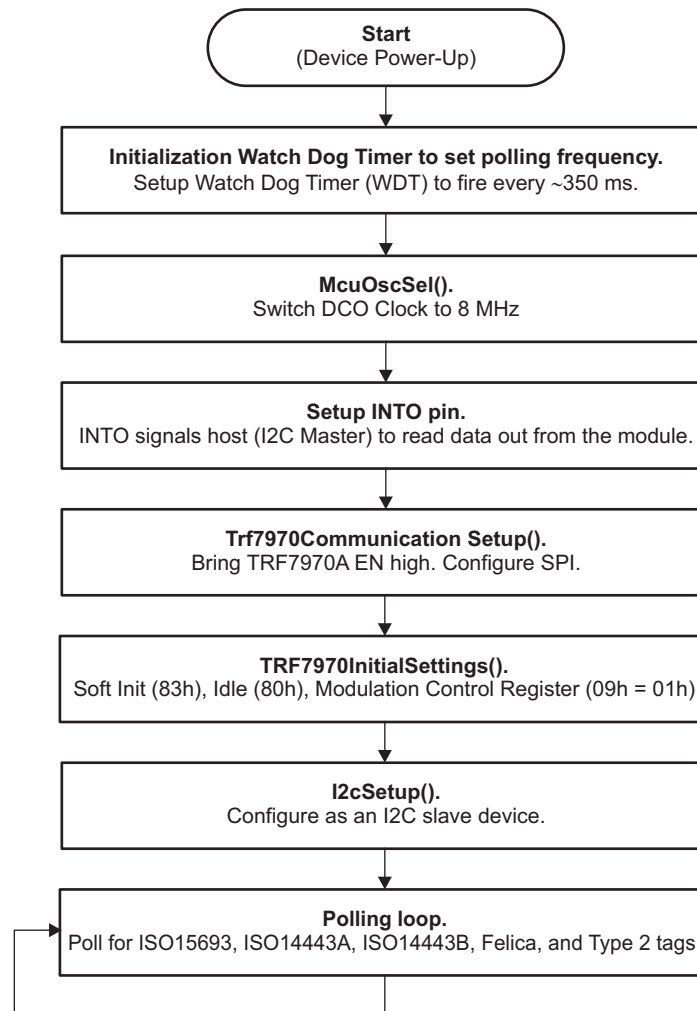 Start
(Device Power-Up)
Initialization Watch Dog Timer to set polling frequency.
Setup Watch Dog Timer (WDT) to fire every ~350 ms.
McuOscSel().
Switch DCO Clock to 8 MHz
Setup INTO pin.
INTO signals host (I2C Master) to read data out from the module.
Trf7970Communication Setup().
Bring TRF7970A EN high. Configure SPI.
TRF7970InitialSettings().
Soft Init (83h), Idle (80h), Modulation Control Register (09h = 01h)
I2cSetup().
Configure as an I2C slave device.
Polling loop.
Poll for ISO15693, ISO14443A, ISO14443B, Felica, and Type 2 tags